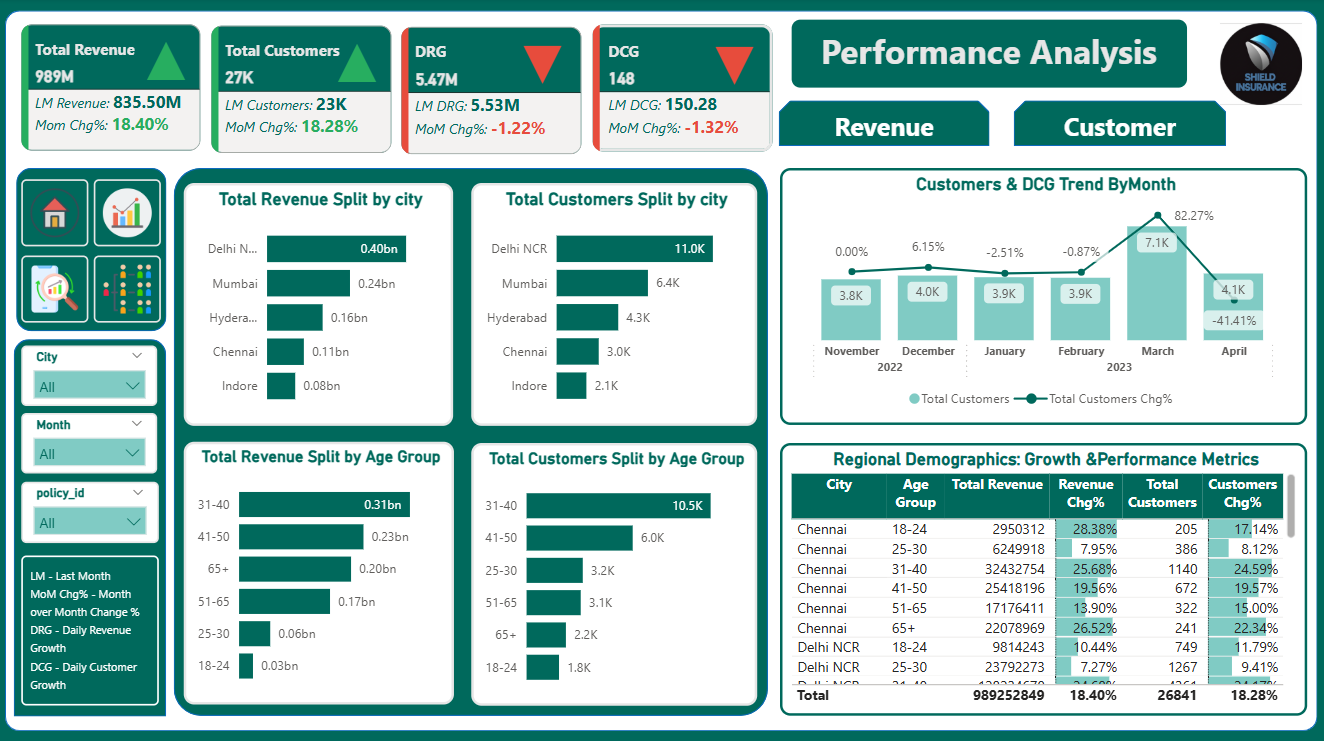 Total Revenue
989M
LM Revenue: 835.50M
Mom Chg%: 18.40%
Total Customers
27K
LM Customers: 23K
MoM Chg%: 18.28%
DRG
5.47M
LM DRG: 5.53M
MoM Chg%: -1.22%
DCG
148
LM DCG: 150.28
MoM Chg%: -1.32%
Performance Analysis
Revenue
Customer
SHIELD
INSURANCE
City
All
Month
All
policy_id
All
LM - Last Month
MoM Chg% - Month
over Month Change %
DRG - Daily Revenue
Growth
DCG - Daily Customer
Growth
Total Revenue Split by city
Delhi N... 0.40bn
Mumbai 0.24bn
Hydera... 0.16bn
Chennai 0.11bn
Indore 0.08bn
Total Customers Split by city
Delhi NCR 11.0K
Mumbai 6.4K
Hyderabad 4.3K
Chennai 3.0K
Indore 2.1K
Total Revenue Split by Age Group
31-40 0.31bn
41-50 0.23bn
65+ 0.20bn
51-65 0.17bn
25-30 0.06bn
18-24 0.03bn
Total Customers Split by Age Group
31-40 10.5K
41-50 6.0K
25-30 3.2K
51-65 3.1K
65+ 2.2K
18-24 1.8K
Customers & DCG Trend ByMonth
0.00% 6.15% -2.51% -0.87% 82.27% -41.41%
3.8K 4.0K 3.9K 3.9K 7.1K 4.1K
November December January February March April
2022 2023
Total Customers Total Customers Chg%
Regional Demographics: Growth &Performance Metrics
City Age Group Total Revenue Revenue Chg% Total Customers Customers Chg%
Chennai 18-24 2950312 28.38% 205 17.14%
Chennai 25-30 6249918 7.95% 386 8.12%
Chennai 31-40 32432754 25.68% 1140 24.59%
Chennai 41-50 25418196 19.56% 672 19.57%
Chennai 51-65 17176411 13.90% 322 15.00%
Chennai 65+ 22078969 26.52% 241 22.34%
Delhi NCR 18-24 9814243 10.44% 749 11.79%
Delhi NCR 25-30 23792273 7.27% 1267 9.41%
Total 989252849 18.40% 26841 18.28%